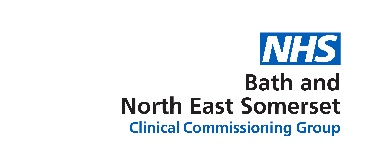 NHS
Bath and
North East Somerset
Clinical Commissioning Group